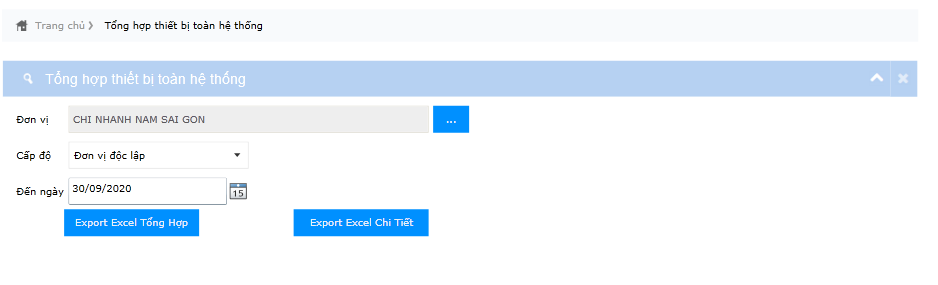 Trang chủ > Tổng hợp thiết bị toàn hệ thống
Tổng hợp thiết bị toàn hệ thống
Đơn vị CHI NHANH NAM SAI GON ...
Cấp độ Đơn vị độc lập
Đến ngày 30/09/2020 15
Export Excel Tổng Hợp Export Excel Chi Tiết